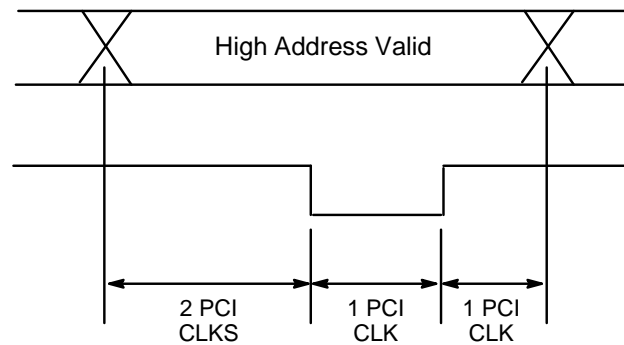 High Address Valid
2 PCI
CLKS
1 PCI
CLK
1 PCI
CLK